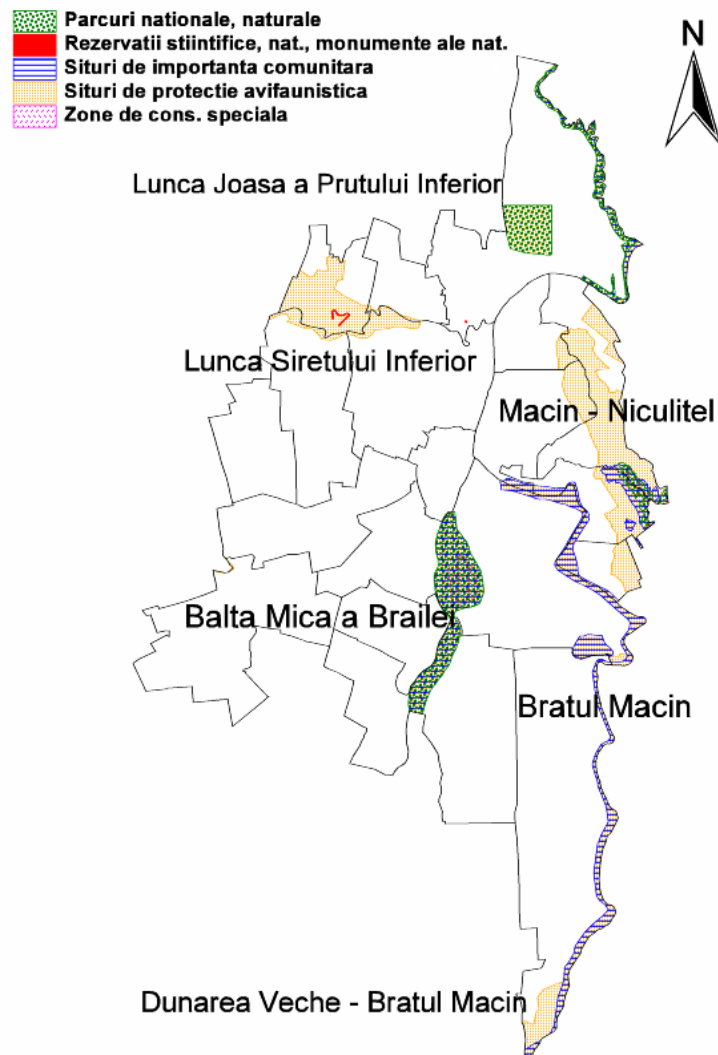 Parcuri nationale, naturale
Rezervatii stiintifice, nat., monumente ale nat.
Situri de importanta comunitara
Situri de protectie avifaunistica
Zone de cons. speciala
N
Lunca Joasa a Prutului Inferior
Lunca Siretului Inferior
Macin - Niculitel
Balta Mica a Brailei
Bratul Macin
Dunarea Veche - Bratul Macin